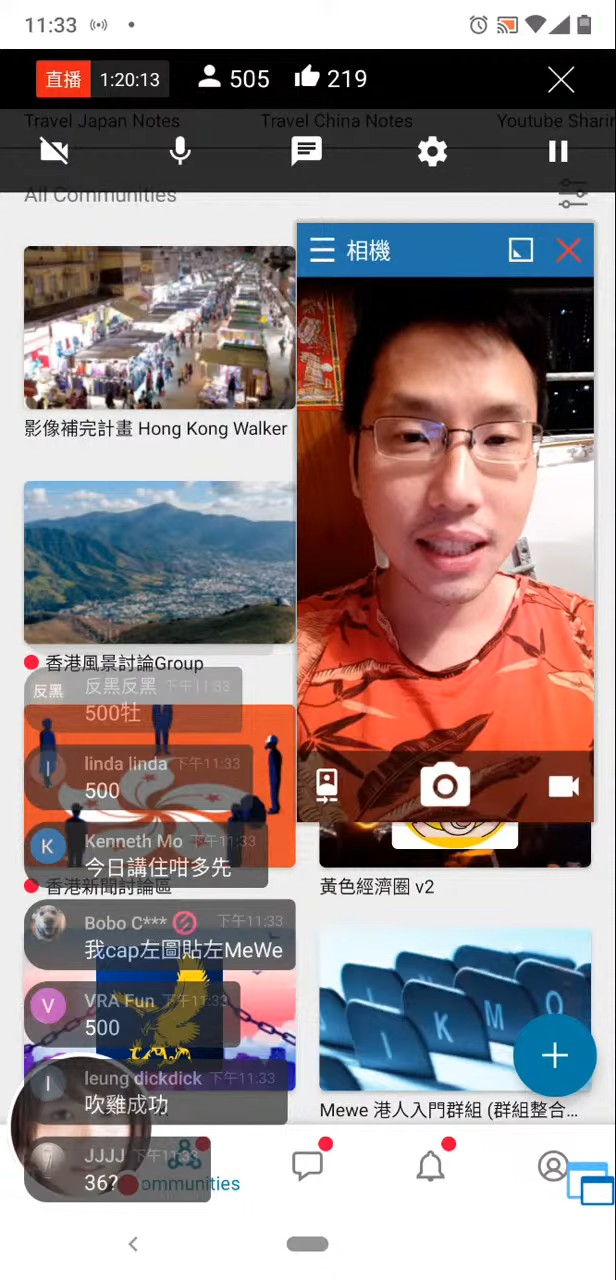 11:33
直播 1:20:13 505 219
Travel Japan Notes Travel China Notes Youtube Sharin
All Communities
相機
影像補完計畫 Hong Kong Walker
香港風景討論Group
反黑 反黑反黑 下午11:33
500牡
l linda linda 下午11:33
500
K Kenneth Mo 下午11:33
今日講住咁多先
香港新聞討論區
黃色經濟圈 v2
Bobo C*** 下午11:33
我cap左圖貼左MeWe
V VRA Fun 下午11:33
500
I K M O
l leung dickdick 下午11:33
吹雞成功
Mewe 港人入門群組 (群組整合...
J JJJJ 下午11:33
36?
ommunities